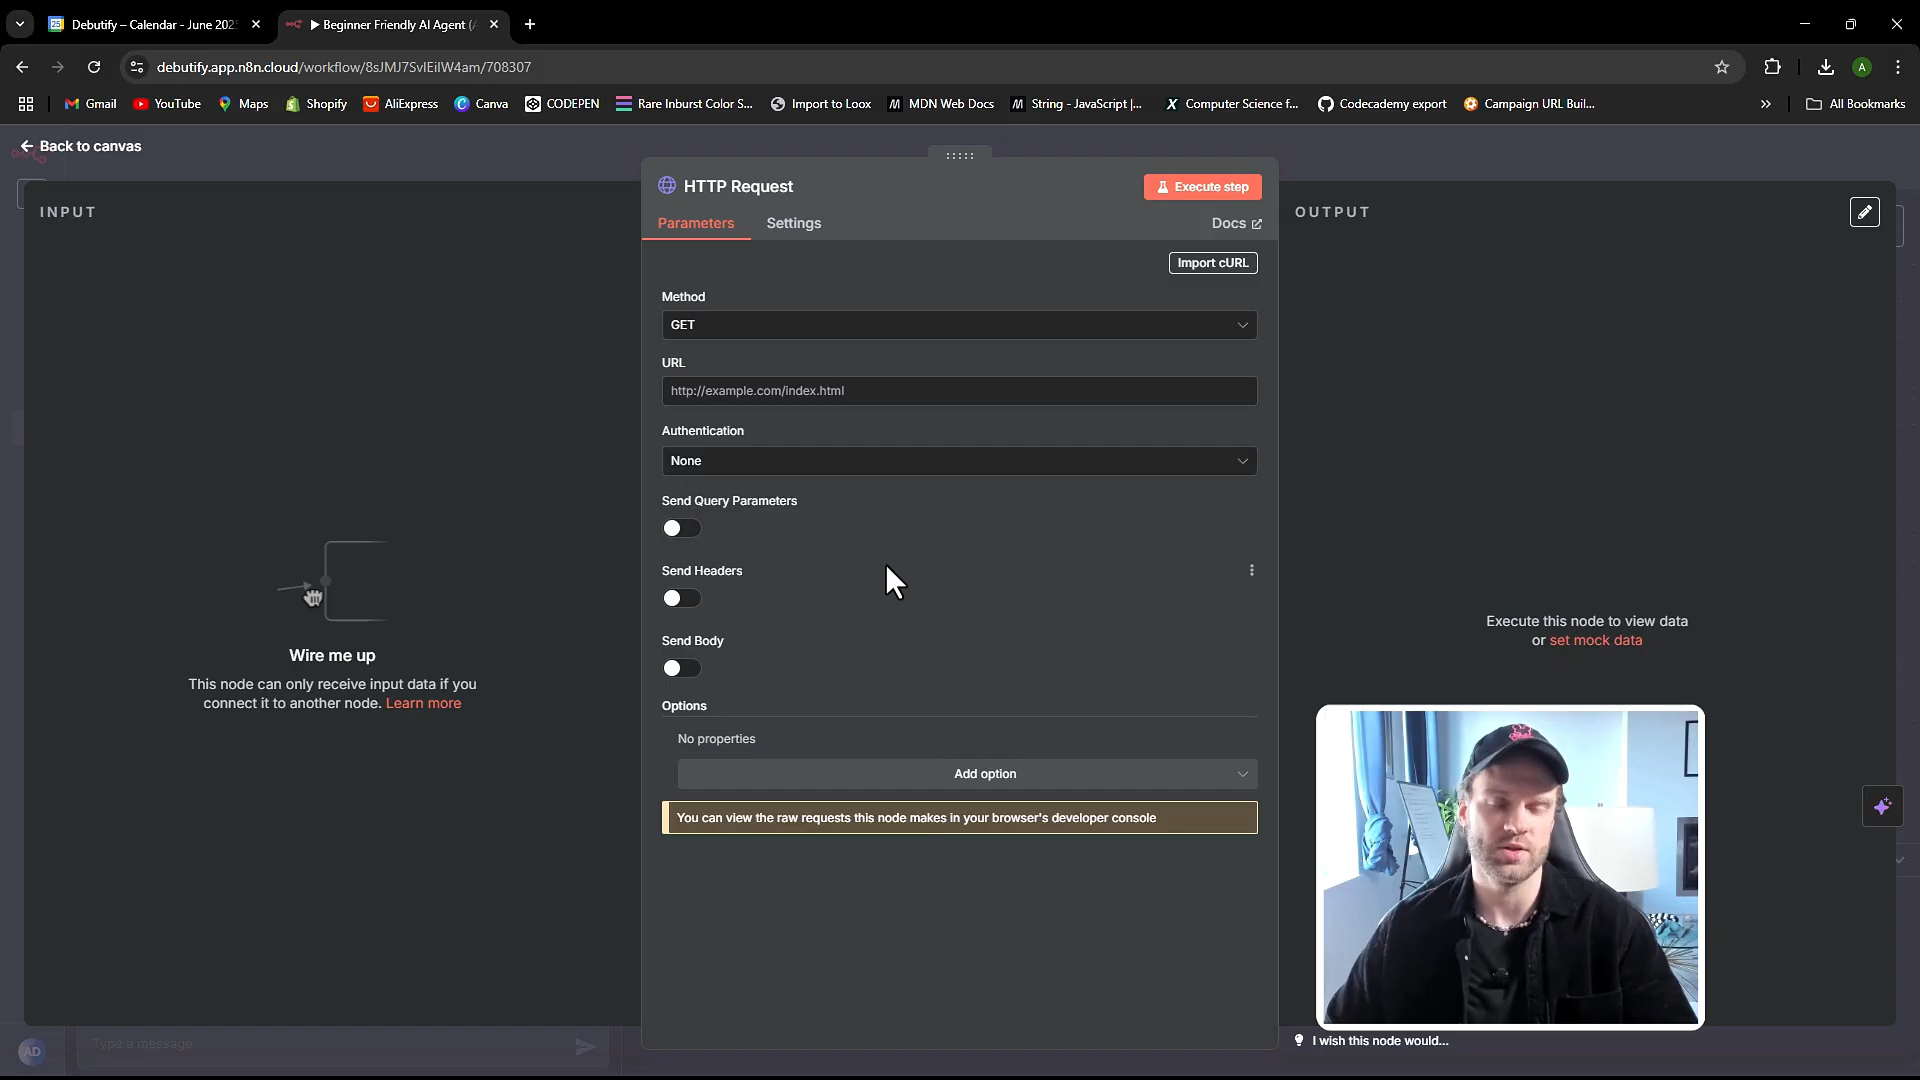 Debutify – Calendar - June 202
▶ Beginner Friendly AI Agent (
debutify.app.n8n.cloud/workflow/8sJMJ7SvlEilW4am/708307
A
Gmail
YouTube
Maps
Shopify
AliExpress
Canva
CODEPEN
Rare Inburst Color S...
Import to Loox
MDN Web Docs
String - JavaScript |...
Computer Science f...
Codecademy export
Campaign URL Buil...
All Bookmarks
Back to canvas
INPUT
Wire me up
This node can only receive input data if you
connect it to another node. Learn more
HTTP Request
Execute step
Parameters
Settings
Docs
Import cURL
Method
GET
URL
http://example.com/index.html
Authentication
None
Send Query Parameters
Send Headers
Send Body
Options
No properties
Add option
You can view the raw requests this node makes in your browser's developer console
OUTPUT
Execute this node to view data
or set mock data
I wish this node would...
AD
Type a message